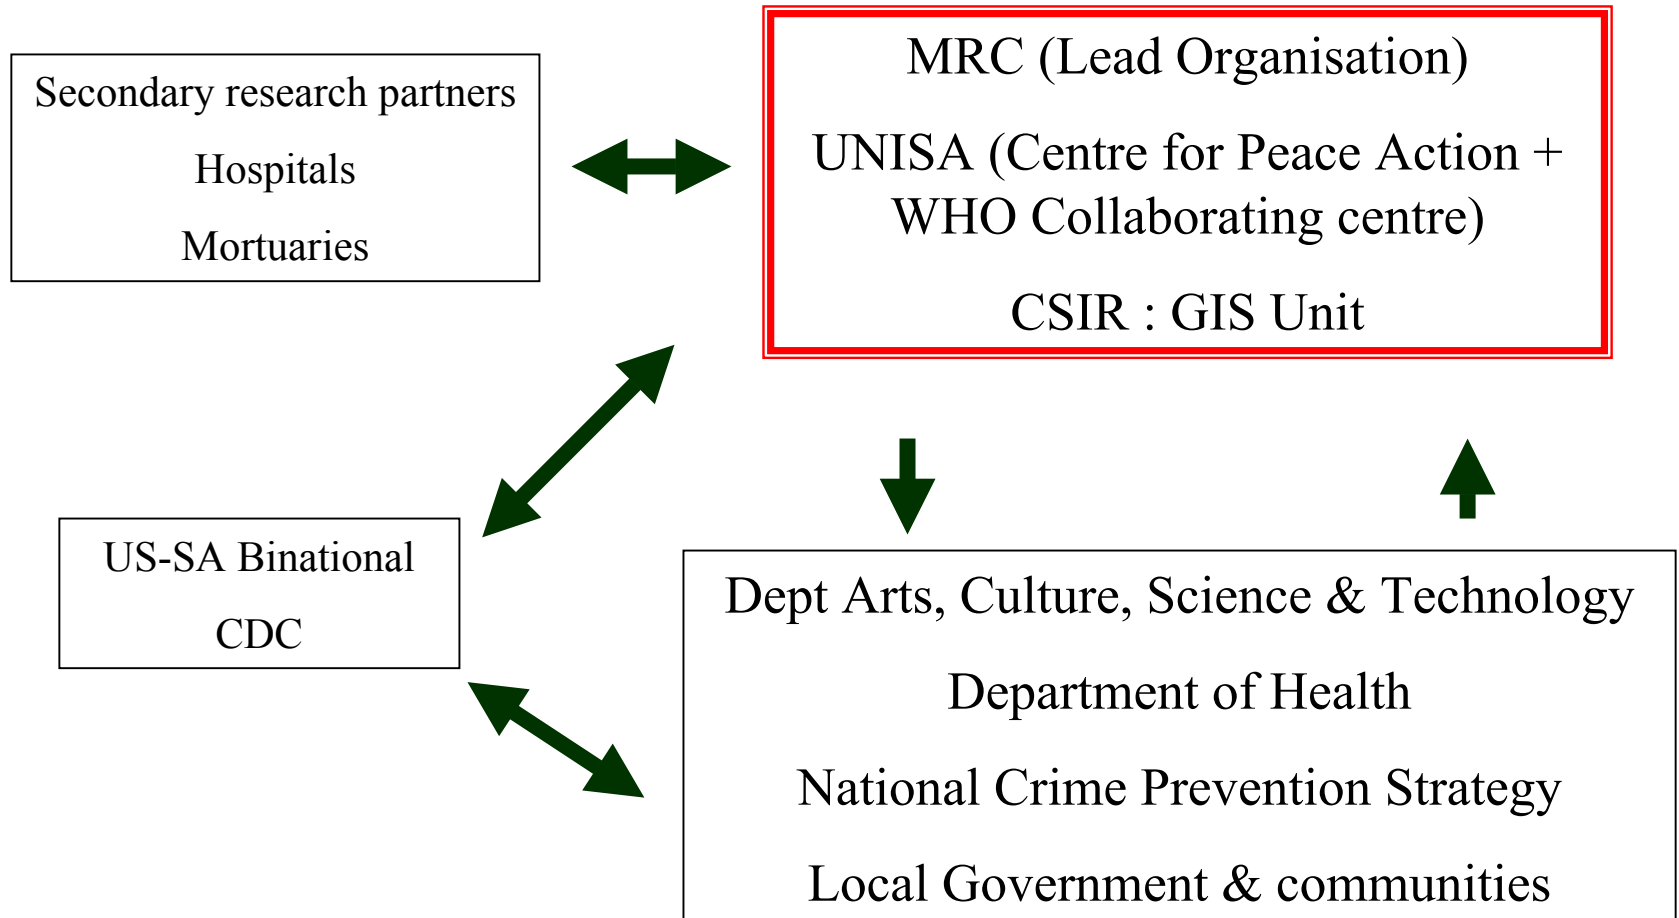 Secondary research partners
Hospitals
Mortuaries
MRC (Lead Organisation)
UNISA (Centre for Peace Action +
WHO Collaborating centre)
CSIR : GIS Unit
US-SA Binational
CDC
Dept Arts, Culture, Science & Technology
Department of Health
National Crime Prevention Strategy
Local Government & communities